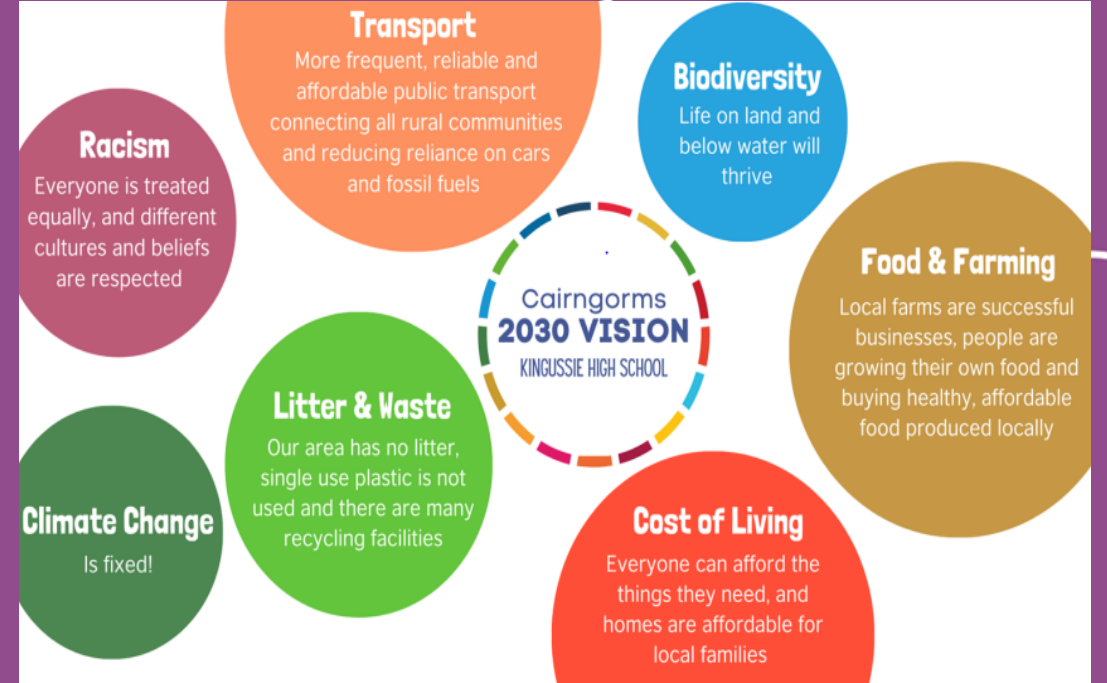 Transport
More frequent, reliable and
affordable public transport
connecting all rural communities
and reducing reliance on cars
and fossil fuels
Biodiversity
Life on land and
below water will
thrive
Racism
Everyone is treated
equally, and different
cultures and beliefs
are respected
Food & Farming
Local farms are successful
businesses, people are
growing their own food and
buying healthy, affordable
food produced locally
Cairngorms
2030 VISION
KINGUSSIE HIGH SCHOOL
Litter & Waste
Our area has no litter,
single use plastic is not
used and there are many
recycling facilities
Climate Change
Is fixed!
Cost of Living
Everyone can afford the
things they need, and
homes are affordable for
local families